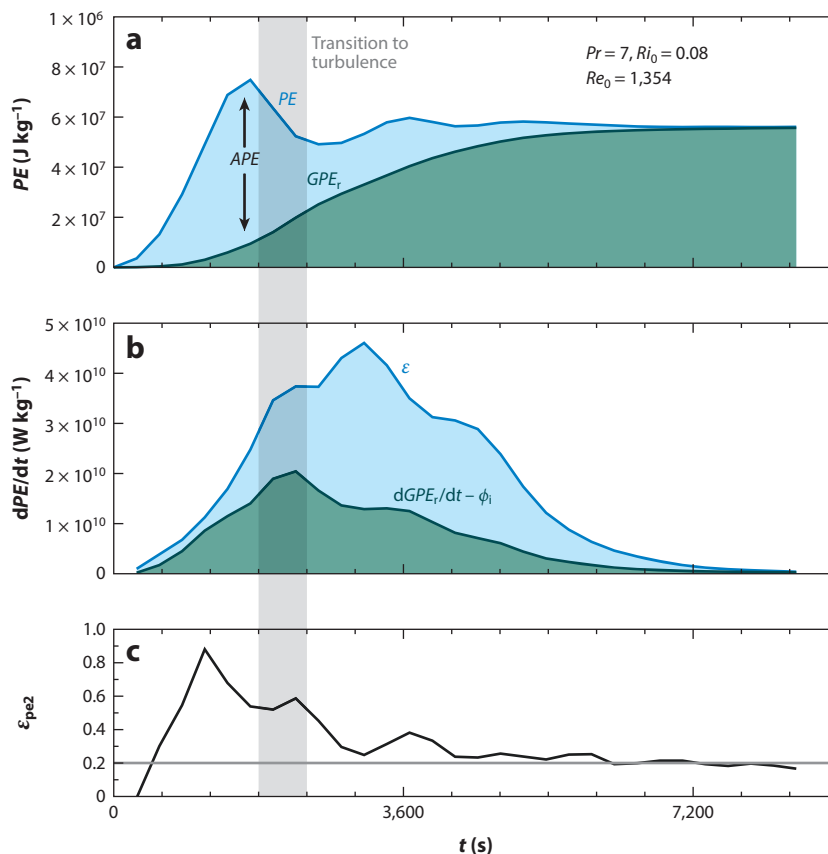 a
1 × 10⁶
8 × 10⁷
6 × 10⁷
4 × 10⁷
2 × 10⁷
0
PE (J kg⁻¹)
Transition to
turbulence
Pr = 7, Ri₀ = 0.08
Re₀ = 1,354
PE
APE
GPEᵣ
b
5 × 10¹⁰
4 × 10¹⁰
3 × 10¹⁰
2 × 10¹⁰
1 × 10¹⁰
0
dPE/dt (W kg⁻¹)
ε
dGPEᵣ/dt – ϕᵢ
c
1.0
0.8
0.6
0.4
0.2
0
εpe2
0
3,600
7,200
t (s)